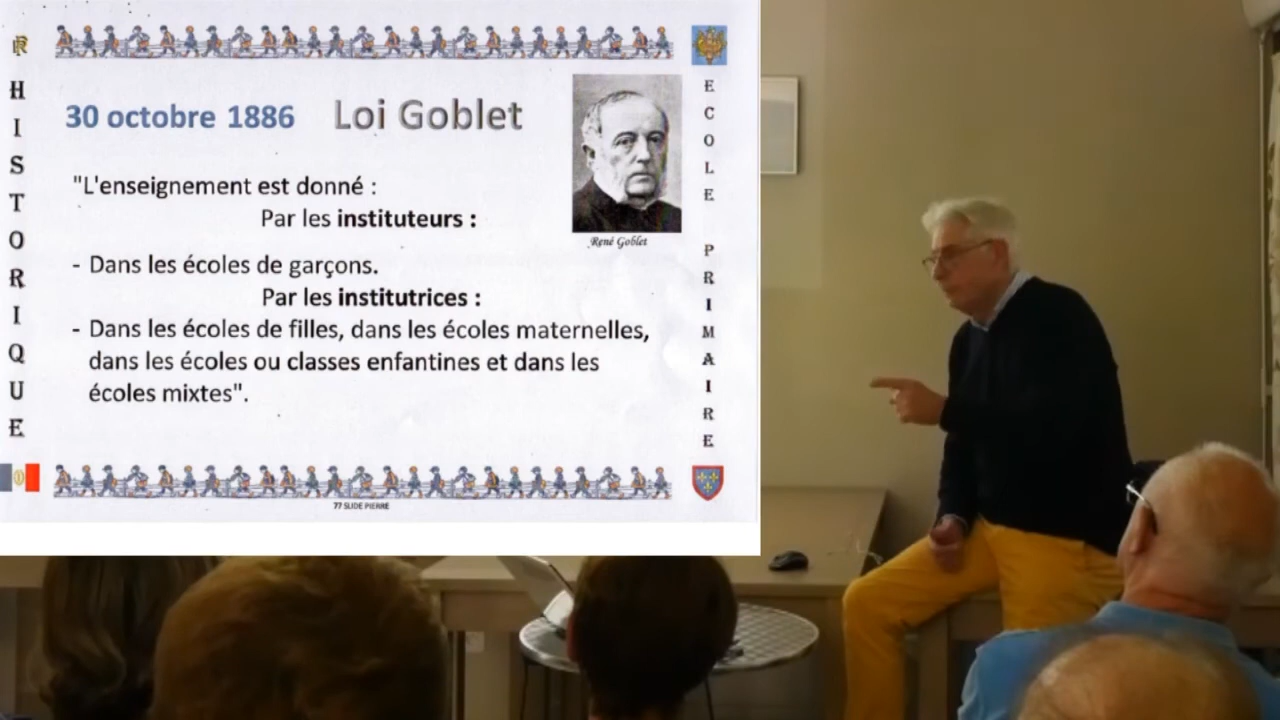 RF
HISTORIQUE
30 octobre 1886 Loi Goblet
"L'enseignement est donné :
Par les instituteurs :
René Goblet
- Dans les écoles de garçons.
Par les institutrices :
- Dans les écoles de filles, dans les écoles maternelles,
dans les écoles ou classes enfantines et dans les
écoles mixtes".
ECOLE PRIMAIRE
77 SLIDE PIERRE